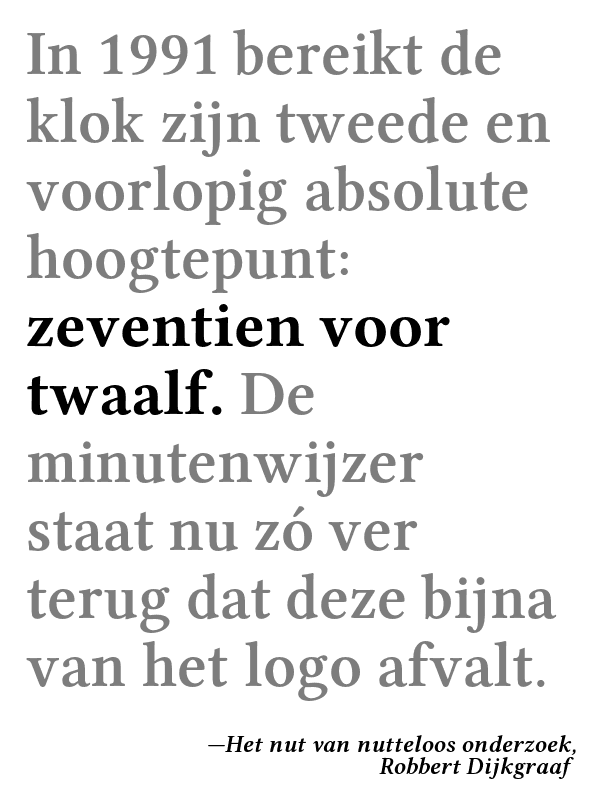 In 1991 bereikt de
klok zijn tweede en
voorlopig absolute
hoogtepunt:
zeventien voor
twaalf. De
minutenwijzer
staat nu zó ver
terug dat deze bijna
van het logo afvalt.
—Het nut van nutteloos onderzoek,
Robbert Dijkgraaf